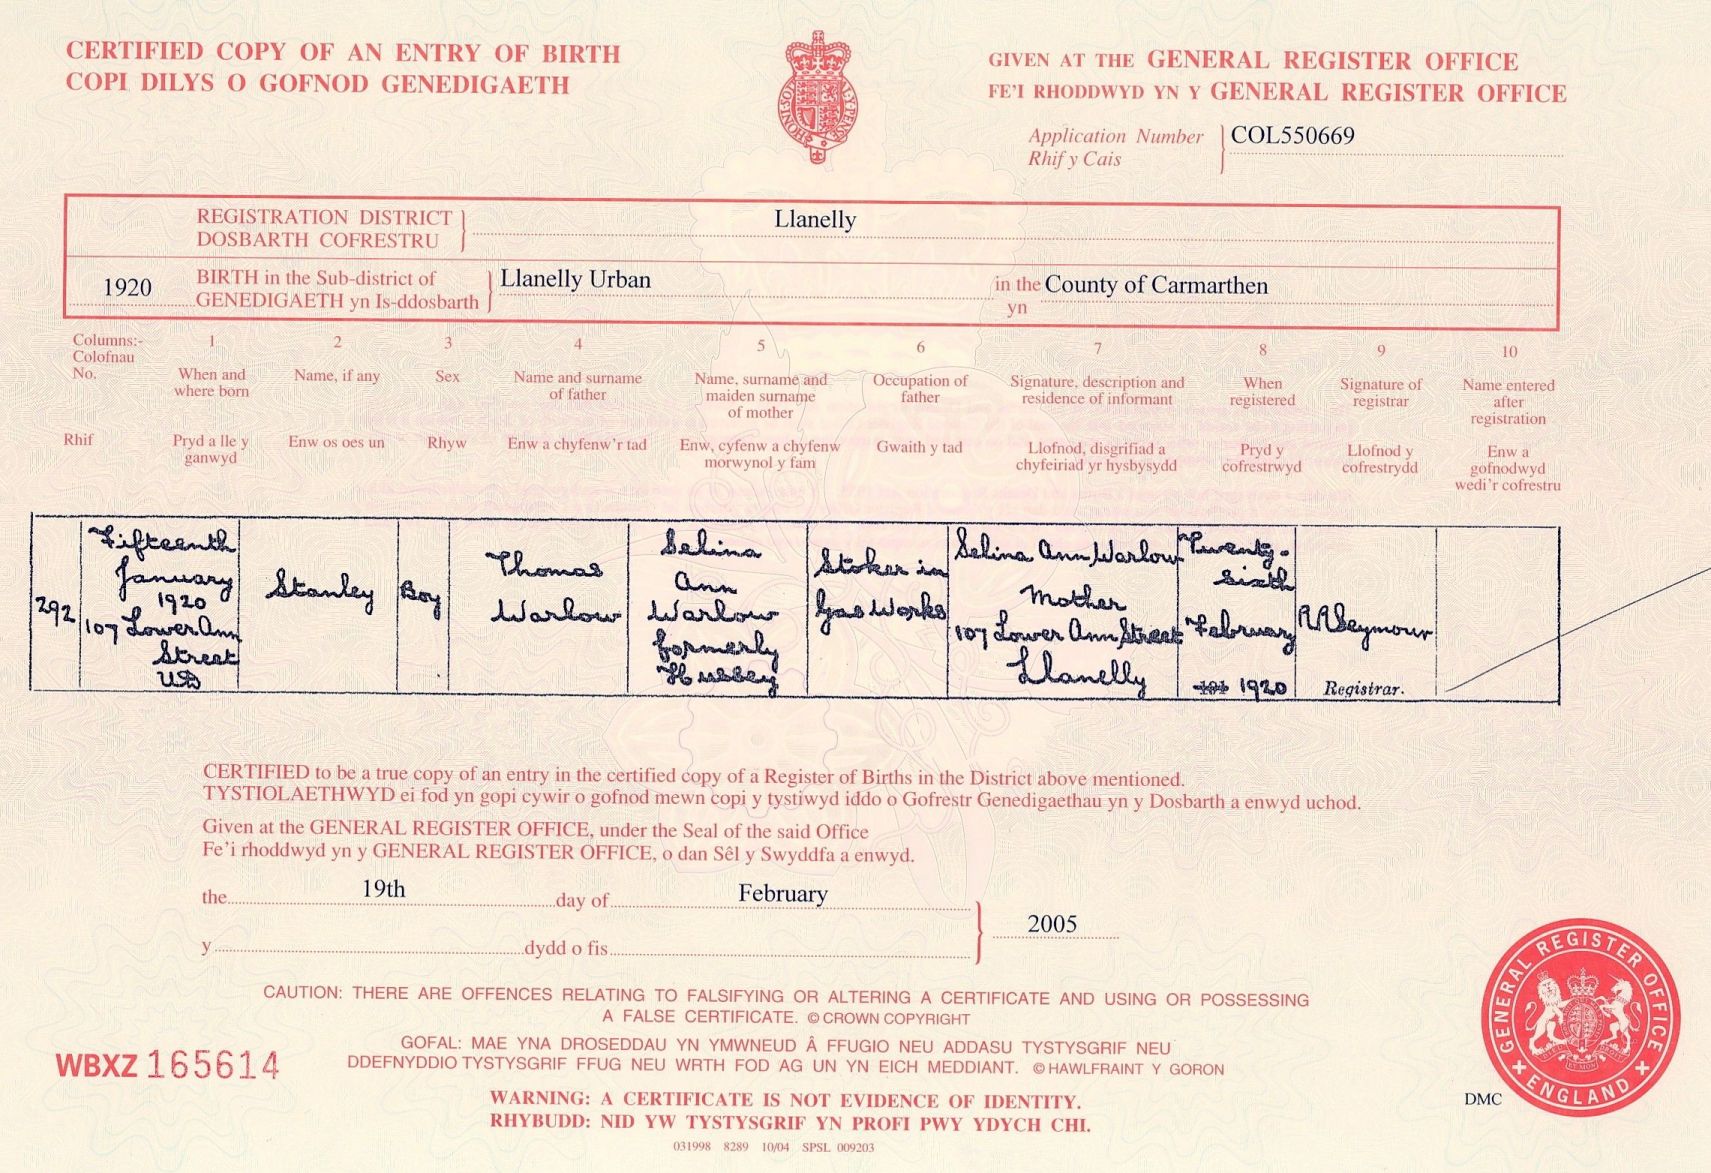 CERTIFIED COPY OF AN ENTRY OF BIRTH
COPI DILYS O GOFNOD GENEDIGAETH
HONI·SOIT·
GIVEN AT THE GENERAL REGISTER OFFICE
FE'I RHODDWYD YN Y GENERAL REGISTER OFFICE
Application Number
Rhif y Cais
COL550669
REGISTRATION DISTRICT
DOSBARTH COFRESTRU
Llanelly
1920
BIRTH in the Sub-district of
GENEDIGAETH yn Is-ddosbarth
Llanelly Urban
in the
yn
County of Carmarthen
Columns:-
Colofnau
No.
Rhif
1
When and
where born
Pryd a lle y
ganwyd
2
Name, if any
Enw os oes un
3
Sex
Rhyw
4
Name and surname
of father
Enw a chyfenw'r tad
5
Name, surname and
maiden surname
of mother
Enw, cyfenw a chyfenw
morwynol y fam
6
Occupation of
father
Gwaith y tad
7
Signature, description and
residence of informant
Llofnod, disgrifiad a
chyfeiriad yr hysbysydd
8
When
registered
Pryd y
cofrestrwyd
9
Signature of
registrar
Llofnod y
cofrestrydd
10
Name entered
after
registration
Enw a
gofnodwyd
wedi'r cofrestru
292
Fifteenth
January
1920
107 Lower Ann
Street
UD
Stanley
Boy
Thomas
Warlow
Selina
Ann
Warlow
formerly
Hussey
Stoker in
Gas Works
Selina Ann Warlow
Mother
107 Lower Ann Street
Llanelly
Twenty-
sixth
February
191 1920
RRSeymour
Registrar.
CERTIFIED to be a true copy of an entry in the certified copy of a Register of Births in the District above mentioned.
TYSTIOLAETHWYD ei fod yn gopi cywir o gofnod mewn copi y tystiwyd iddo o Gofrestr Genedigaethau yn y Dosbarth a enwyd uchod.
Given at the GENERAL REGISTER OFFICE, under the Seal of the said Office
Fe'i rhoddwyd yn y GENERAL REGISTER OFFICE, o dan Sêl y Swyddfa a enwyd.
the 19th day of February
2005
y dydd o fis
CAUTION: THERE ARE OFFENCES RELATING TO FALSIFYING OR ALTERING A CERTIFICATE AND USING OR POSSESSING
A FALSE CERTIFICATE. © CROWN COPYRIGHT
GOFAL: MAE YNA DROSEDDAU YN YMWNEUD Â FFUGIO NEU ADDASU TYSTYSGRIF NEU
DDEFNYDDIO TYSTYSGRIF FFUG NEU WRTH FOD AG UN YN EICH MEDDIANT. © HAWLFRAINT Y GORON
WBXZ 165614
WARNING: A CERTIFICATE IS NOT EVIDENCE OF IDENTITY.
RHYBUDD: NID YW TYSTYSGRIF YN PROFI PWY YDYCH CHI.
031998 8289 10/04 SPSL 009203
DMC
GENERAL REGISTER OFFICE
ENGLAND